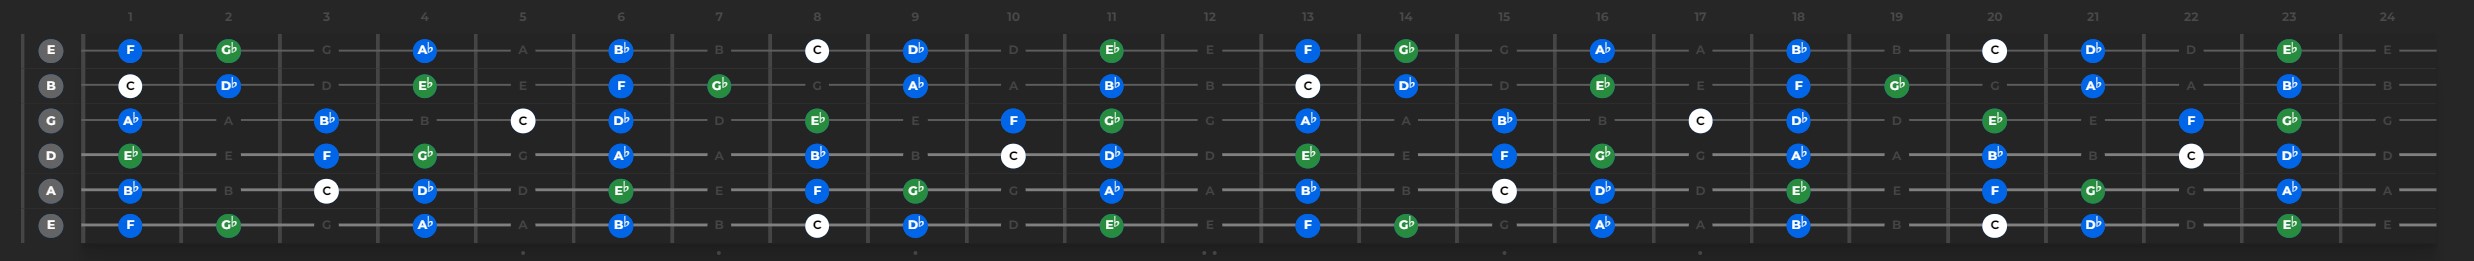 1 2 3 4 5 6 7 8 9 10 11 12 13 14 15 16 17 18 19 20 21 22 23 24
E F G♭ G A♭ A B♭ B C D♭ D E♭ E F G♭ G A♭ A B♭ B C D♭ D E♭ E
B C D♭ D E♭ E F G♭ G A♭ A B♭ B C D♭ D E♭ E F G♭ G A♭ A B♭ B
G A♭ A B♭ B C D♭ D E♭ E F G♭ G A♭ A B♭ B C D♭ D E♭ E F G♭ G
D E♭ E F G♭ G A♭ A B♭ B C D♭ D E♭ E F G♭ G A♭ A B♭ B C D♭ D
A B♭ B C D♭ D E♭ E F G♭ G A♭ A B♭ B C D♭ D E♭ E F G♭ G A♭ A
E F G♭ G A♭ A B♭ B C D♭ D E♭ E F G♭ G A♭ A B♭ B C D♭ D E♭ E